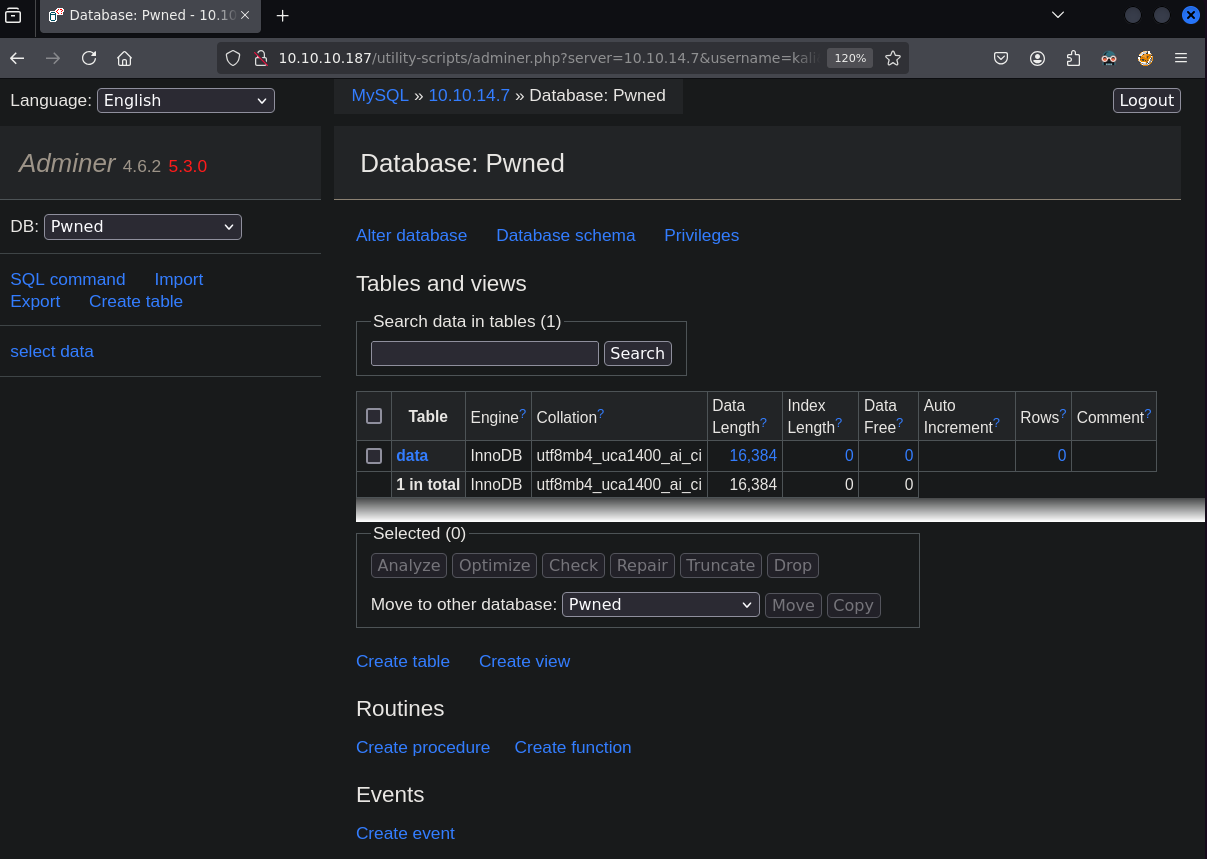 Database: Pwned - 10.10
10.10.10.187/utility-scripts/adminer.php?server=10.10.14.7&username=kali
120%
Language: English
MySQL » 10.10.14.7 » Database: Pwned
Logout
Adminer 4.6.2 5.3.0
Database: Pwned
DB: Pwned
Alter database Database schema Privileges
SQL command Import
Export Create table
select data
Tables and views
Search data in tables (1)
Search
Table Engine? Collation? Data Length? Index Length? Data Free? Auto Increment? Rows? Comment?
data InnoDB utf8mb4_uca1400_ai_ci 16,384 0 0 0
1 in total InnoDB utf8mb4_uca1400_ai_ci 16,384 0 0
Selected (0)
Analyze Optimize Check Repair Truncate Drop
Move to other database: Pwned Move Copy
Create table Create view
Routines
Create procedure Create function
Events
Create event